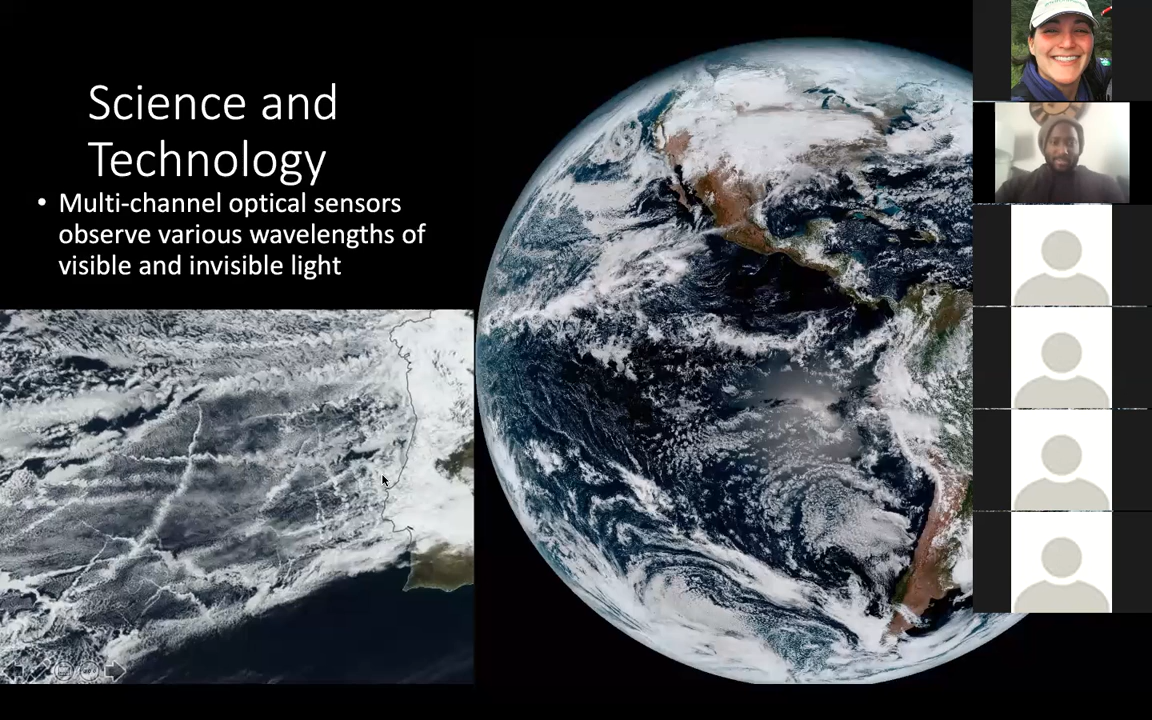 Science and
Technology
• Multi-channel optical sensors
observe various wavelengths of
visible and invisible light